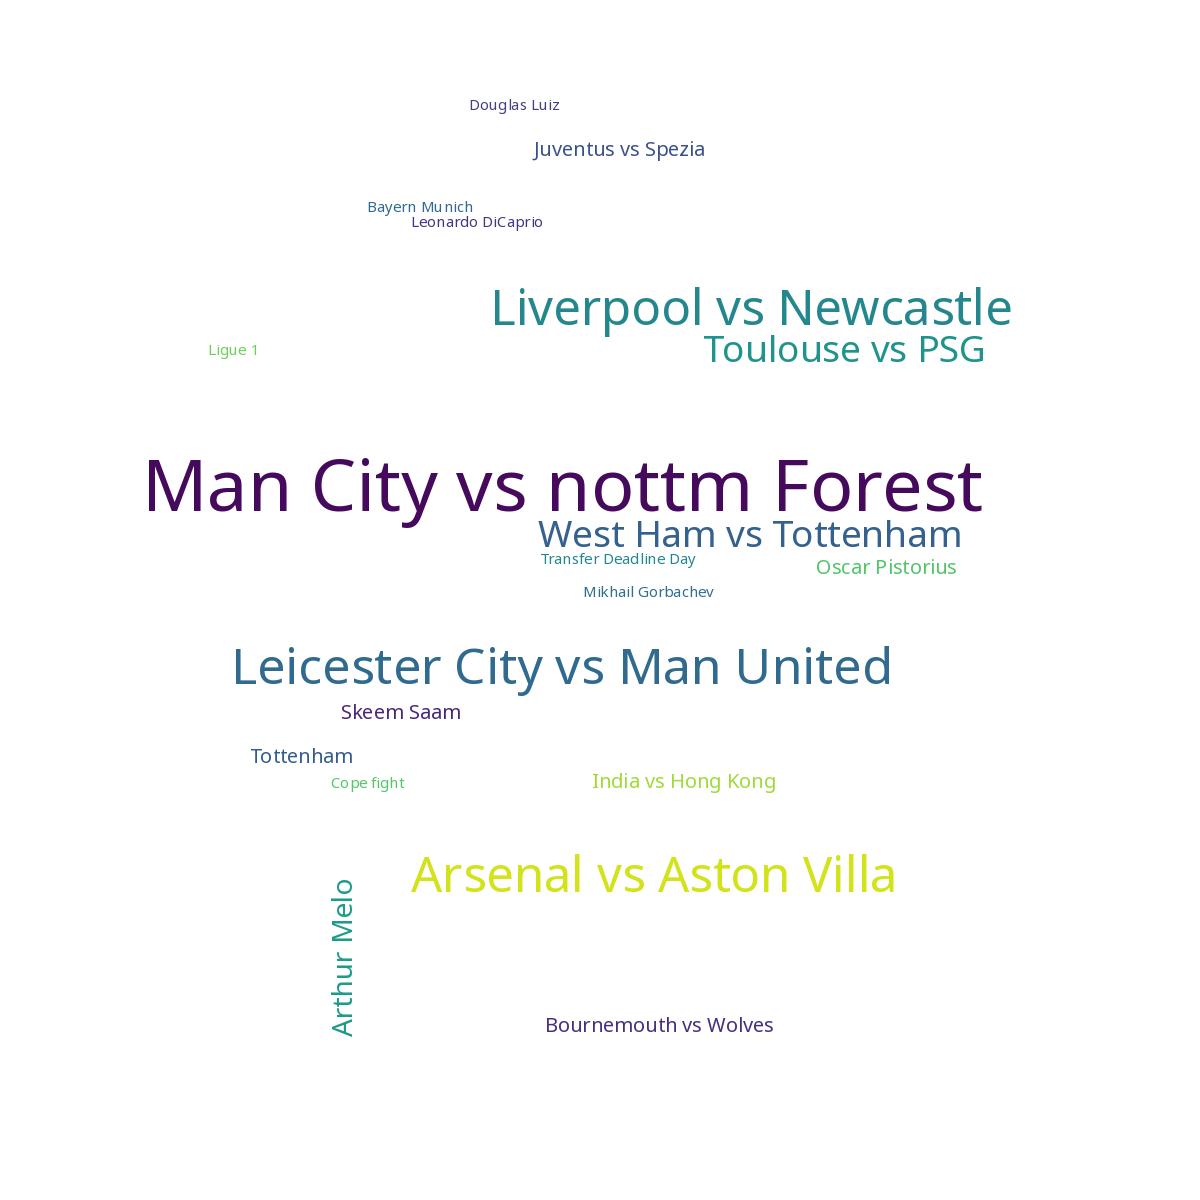 Douglas Luiz
Juventus vs Spezia
Bayern Munich
Leonardo DiCaprio
Liverpool vs Newcastle
Toulouse vs PSG
Ligue 1
Man City vs nottm Forest
West Ham vs Tottenham
Transfer Deadline Day
Oscar Pistorius
Mikhail Gorbachev
Leicester City vs Man United
Skeem Saam
Tottenham
Cope fight
India vs Hong Kong
Arsenal vs Aston Villa
Arthur Melo
Bournemouth vs Wolves